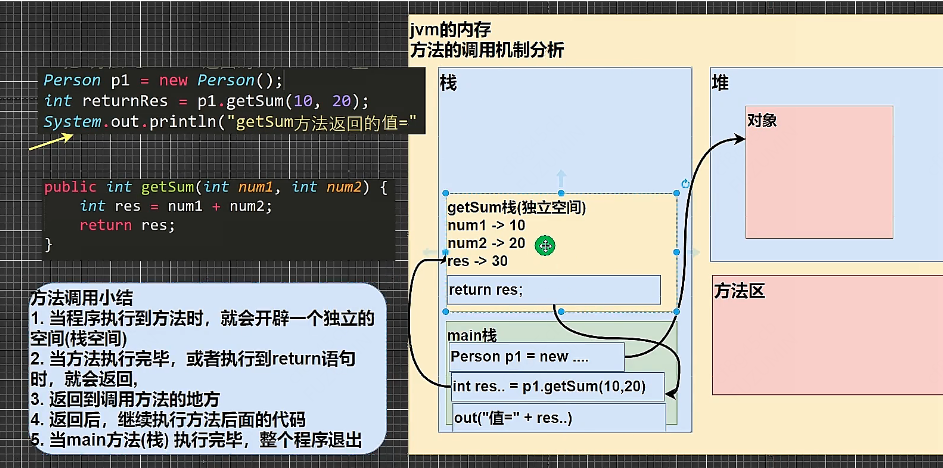 Person p1 = new Person();
int returnRes = p1.getSum(10, 20);
System.out.println("getSum方法返回的值="
public int getSum(int num1, int num2) {
int res = num1 + num2;
return res;
}
方法调用小结
1. 当程序执行到方法时，就会开辟一个独立的
空间(栈空间)
2. 当方法执行完毕，或者执行到return语句
时，就会返回,
3. 返回到调用方法的地方
4. 返回后，继续执行方法后面的代码
5. 当main方法(栈) 执行完毕，整个程序退出
jvm的内存
方法的调用机制分析
栈
getSum栈(独立空间)
num1 -> 10
num2 -> 20
res -> 30
return res;
main栈
Person p1 = new ....
int res.. = p1.getSum(10,20)
out("值=" + res..)
堆
对象
方法区